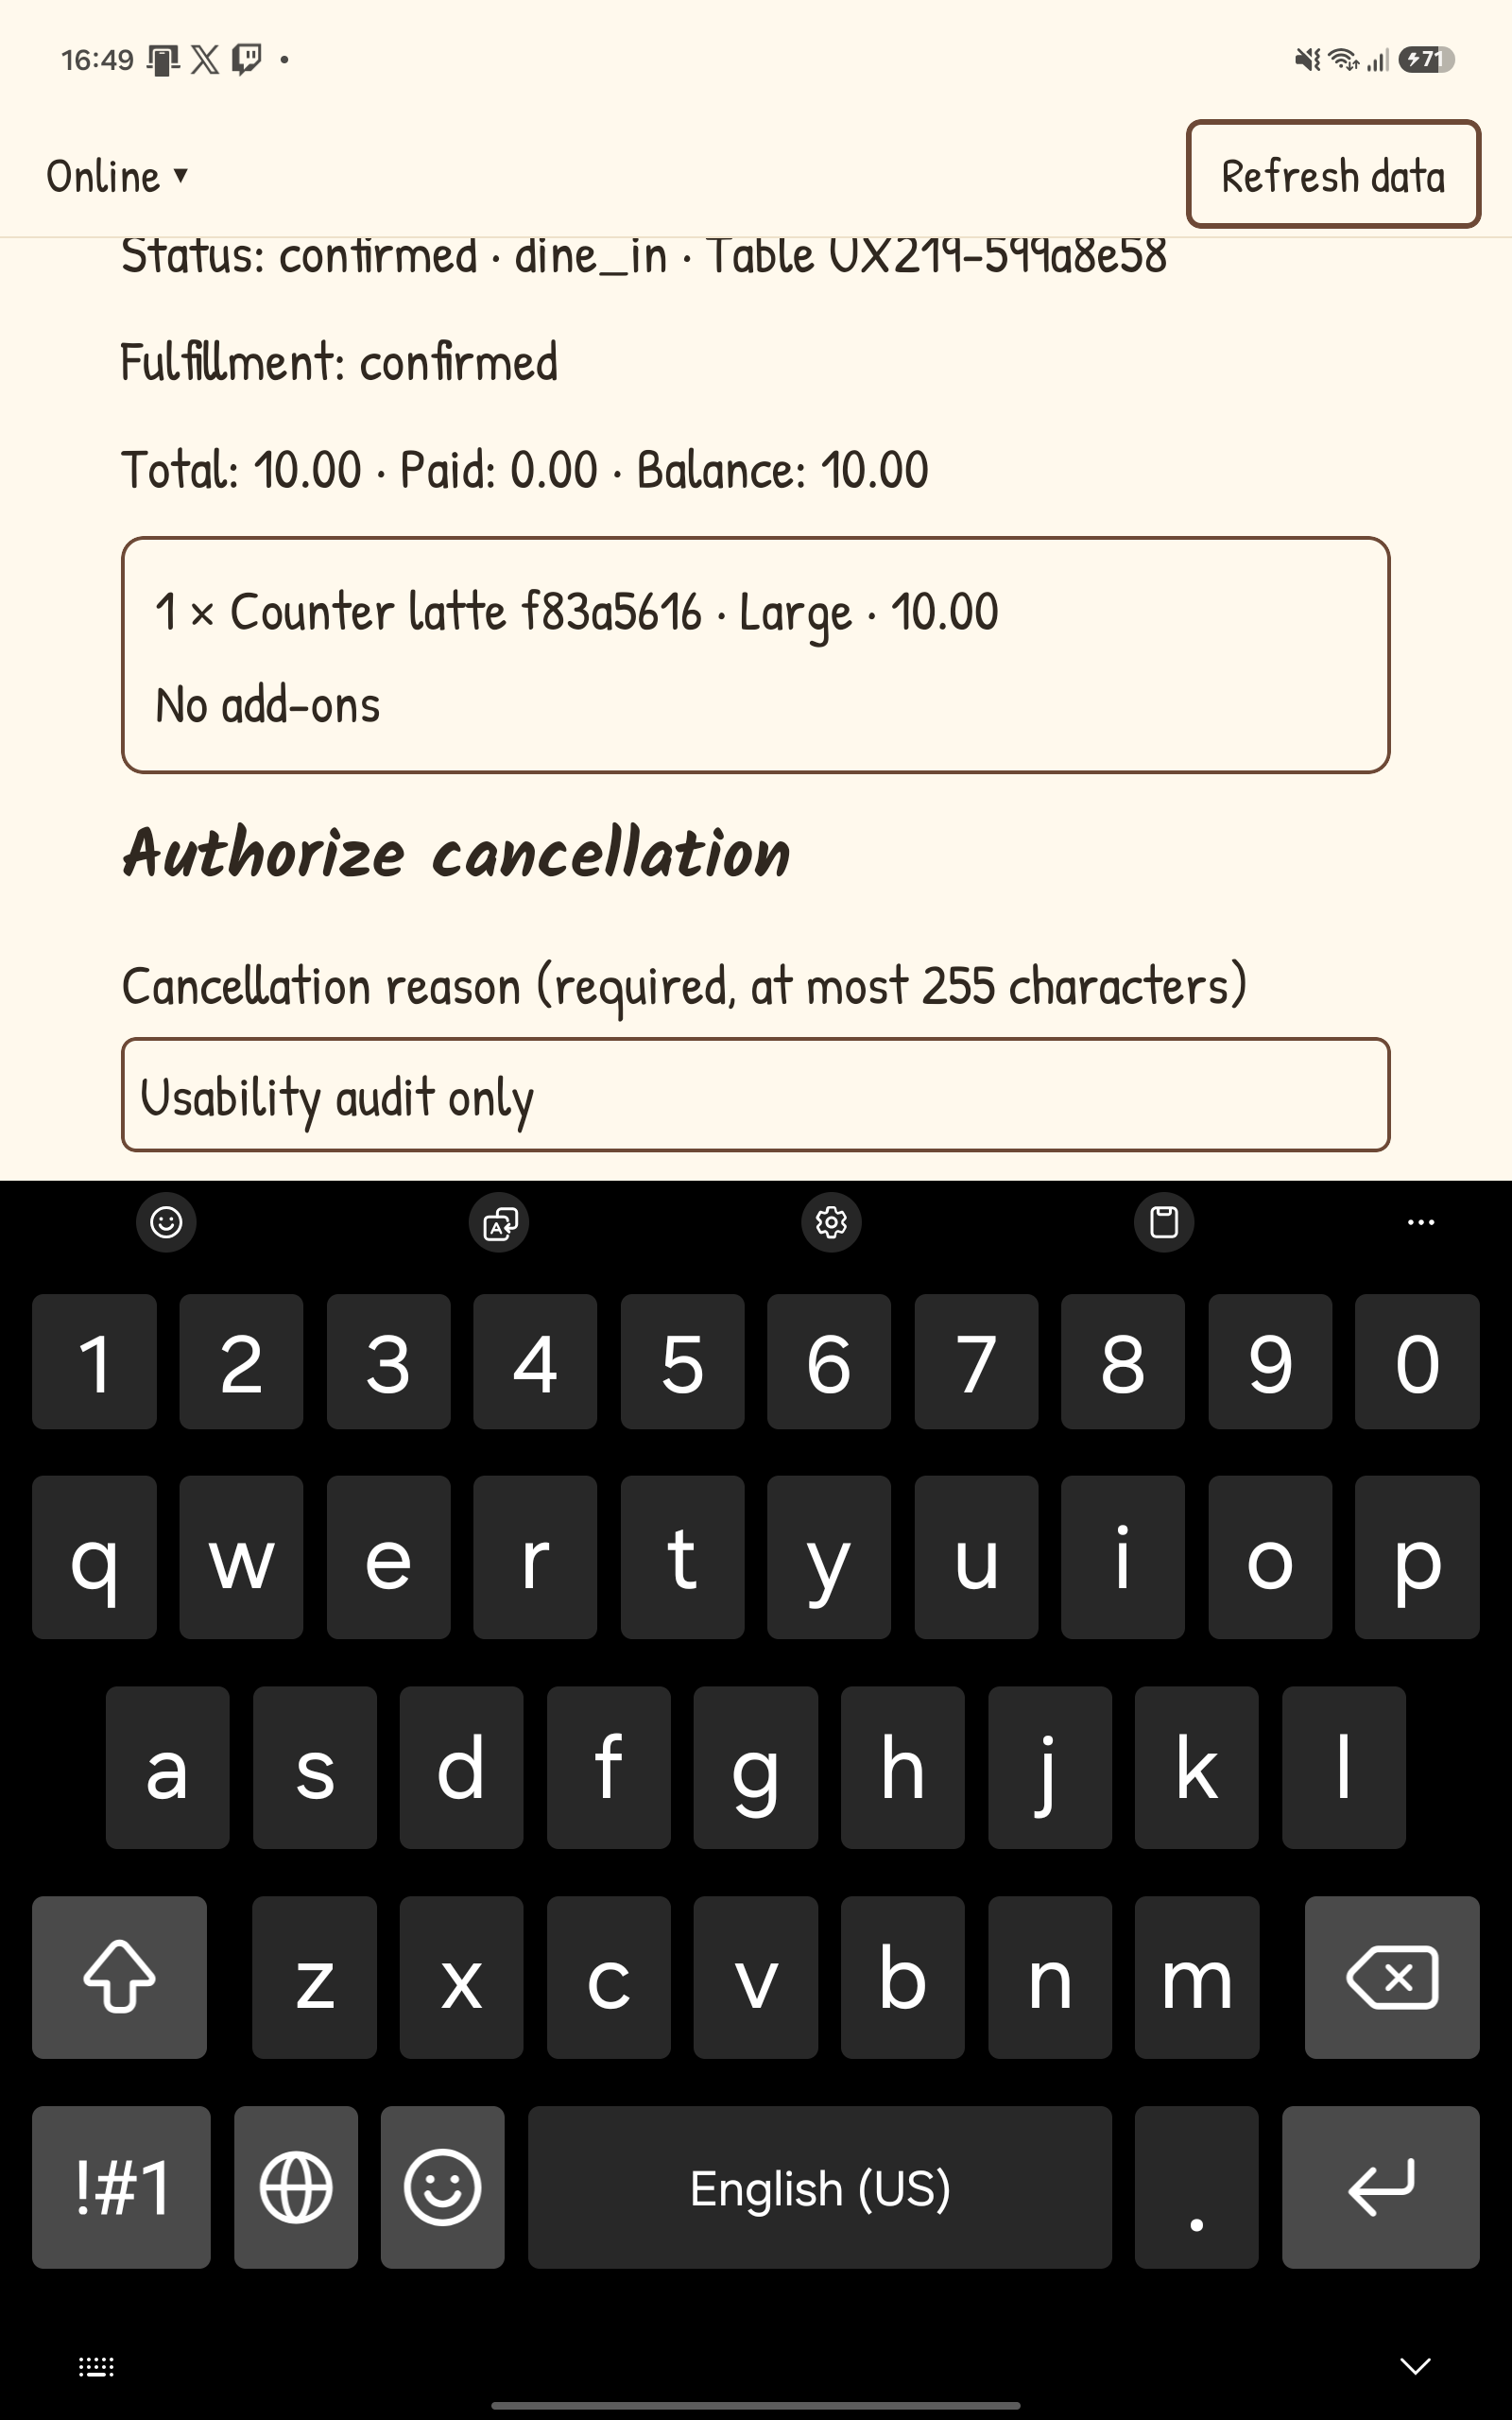 16:49
71
Online ▾
Refresh data
Status: confirmed · dine_in · Table UX219-599a8e58
Fulfillment: confirmed
Total: 10.00 · Paid: 0.00 · Balance: 10.00
1 × Counter latte f83a5616 · Large · 10.00
No add-ons
Authorize cancellation
Cancellation reason (required, at most 255 characters)
Usability audit only
1 2 3 4 5 6 7 8 9 0
q w e r t y u i o p
a s d f g h j k l
z x c v b n m
!#1 English (US) .